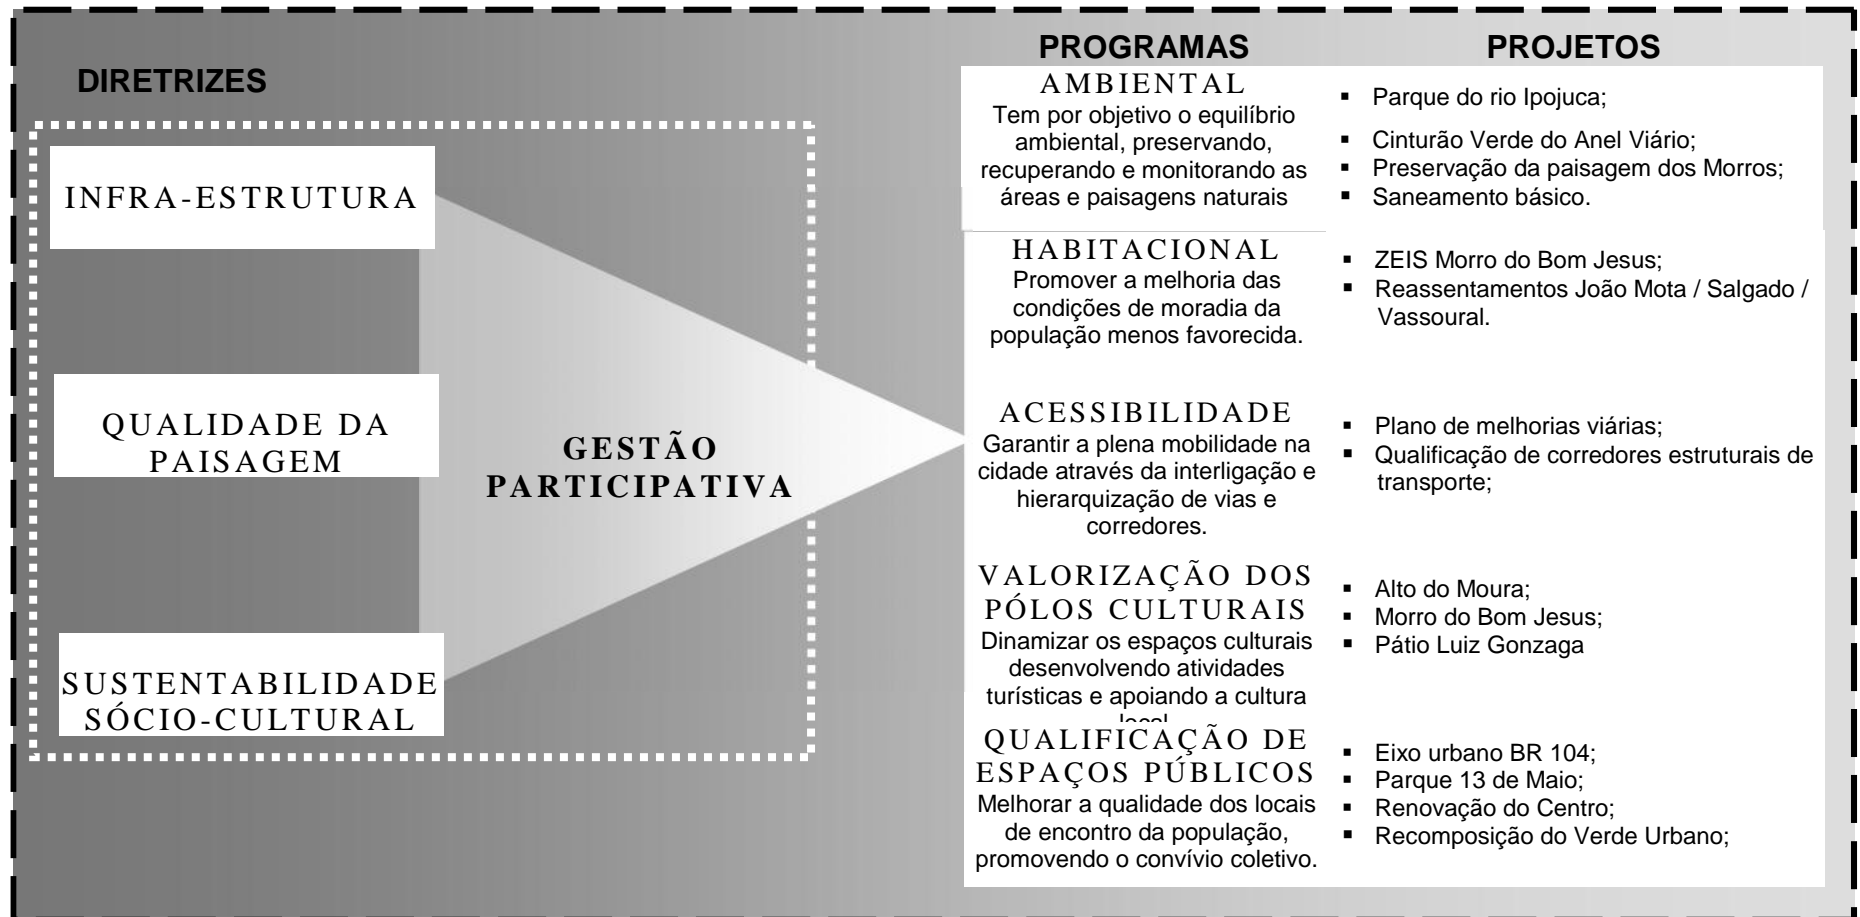 DIRETRIZES
INFRA-ESTRUTURA
QUALIDADE DA
PAISAGEM
SUSTENTABILIDADE
SÓCIO-CULTURAL
GESTÃO
PARTICIPATIVA
PROGRAMAS
PROJETOS
AMBIENTAL
Tem por objetivo o equilíbrio
ambiental, preservando,
recuperando e monitorando as
áreas e paisagens naturais
▪ Parque do rio Ipojuca;
▪ Cinturão Verde do Anel Viário;
▪ Preservação da paisagem dos Morros;
▪ Saneamento básico.
HABITACIONAL
Promover a melhoria das
condições de moradia da
população menos favorecida.
▪ ZEIS Morro do Bom Jesus;
▪ Reassentamentos João Mota / Salgado /
Vassoural.
ACESSIBILIDADE
Garantir a plena mobilidade na
cidade através da interligação e
hierarquização de vias e
corredores.
▪ Plano de melhorias viárias;
▪ Qualificação de corredores estruturais de
transporte;
VALORIZAÇÃO DOS
PÓLOS CULTURAIS
Dinamizar os espaços culturais
desenvolvendo atividades
turísticas e apoiando a cultura
local
▪ Alto do Moura;
▪ Morro do Bom Jesus;
▪ Pátio Luiz Gonzaga
QUALIFICAÇÃO DE
ESPAÇOS PÚBLICOS
Melhorar a qualidade dos locais
de encontro da população,
promovendo o convívio coletivo.
▪ Eixo urbano BR 104;
▪ Parque 13 de Maio;
▪ Renovação do Centro;
▪ Recomposição do Verde Urbano;